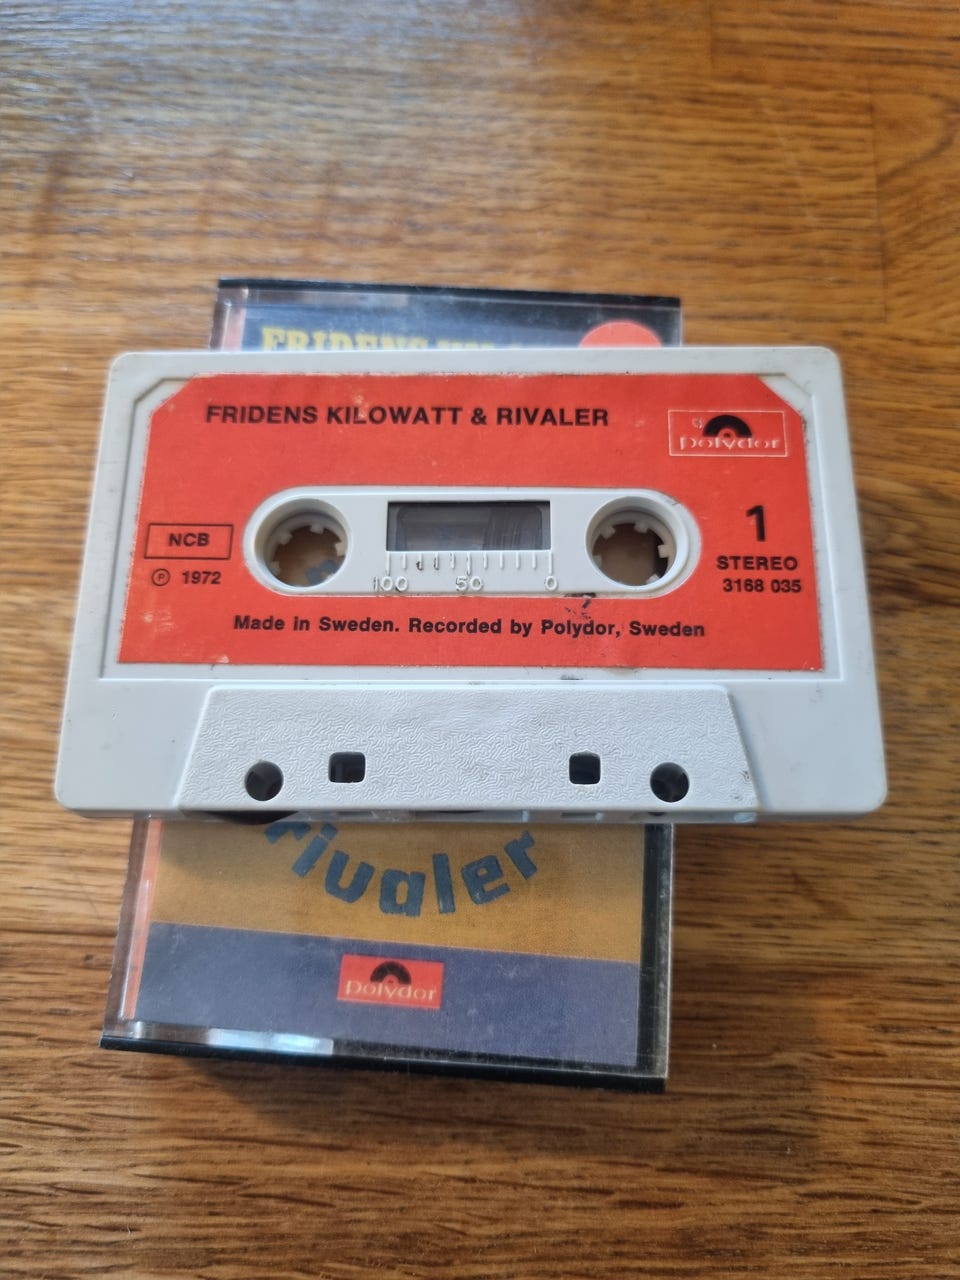 FRIDENS
FRIDENS KILOWATT & RIVALER
polydor
NCB
℗ 1972
1
STEREO
3168 035
100 50 0
Made in Sweden. Recorded by Polydor, Sweden
rivaler
polydor